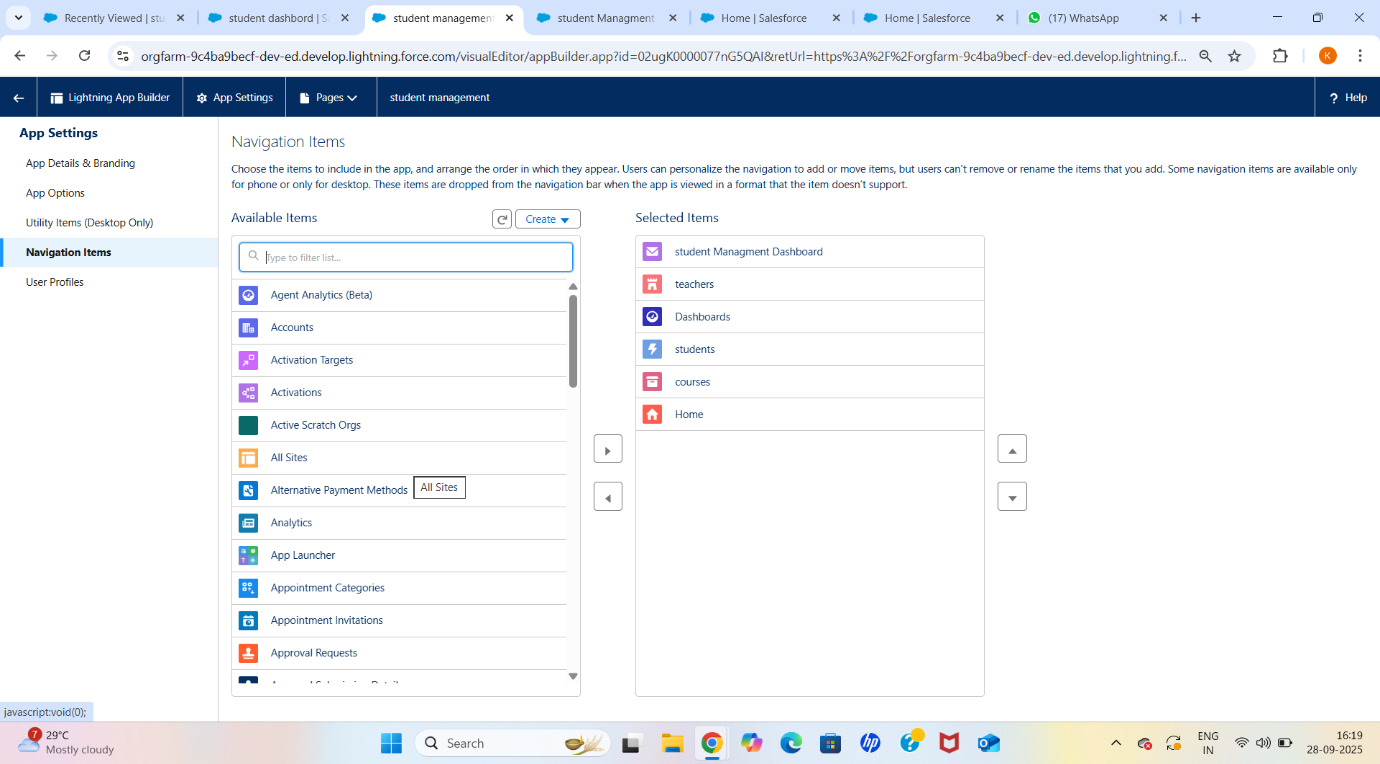 Recently Viewed | stu
student dashbord | S
student management
student Managment
Home | Salesforce
Home | Salesforce
(17) WhatsApp
orgfarm-9c4ba9becf-dev-ed.develop.lightning.force.com/visualEditor/appBuilder.app?id=02ugK0000077nG5QAI&retUrl=https%3A%2F%2Forgfarm-9c4ba9becf-dev-ed.develop.lightning.f...
K
Lightning App Builder
App Settings
Pages
student management
? Help
App Settings
App Details & Branding
App Options
Utility Items (Desktop Only)
Navigation Items
User Profiles
Navigation Items
Choose the items to include in the app, and arrange the order in which they appear. Users can personalize the navigation to add or move items, but users can't remove or rename the items that you add. Some navigation items are available only
for phone or only for desktop. These items are dropped from the navigation bar when the app is viewed in a format that the item doesn't support.
Available Items
Create
Type to filter list...
Agent Analytics (Beta)
Accounts
Activation Targets
Activations
Active Scratch Orgs
All Sites
Alternative Payment Methods
All Sites
Analytics
App Launcher
Appointment Categories
Appointment Invitations
Approval Requests
Selected Items
student Managment Dashboard
teachers
Dashboards
students
courses
Home
javascript:void(0);
7
29°C
Mostly cloudy
Search
ENG
IN
16:19
28-09-2025